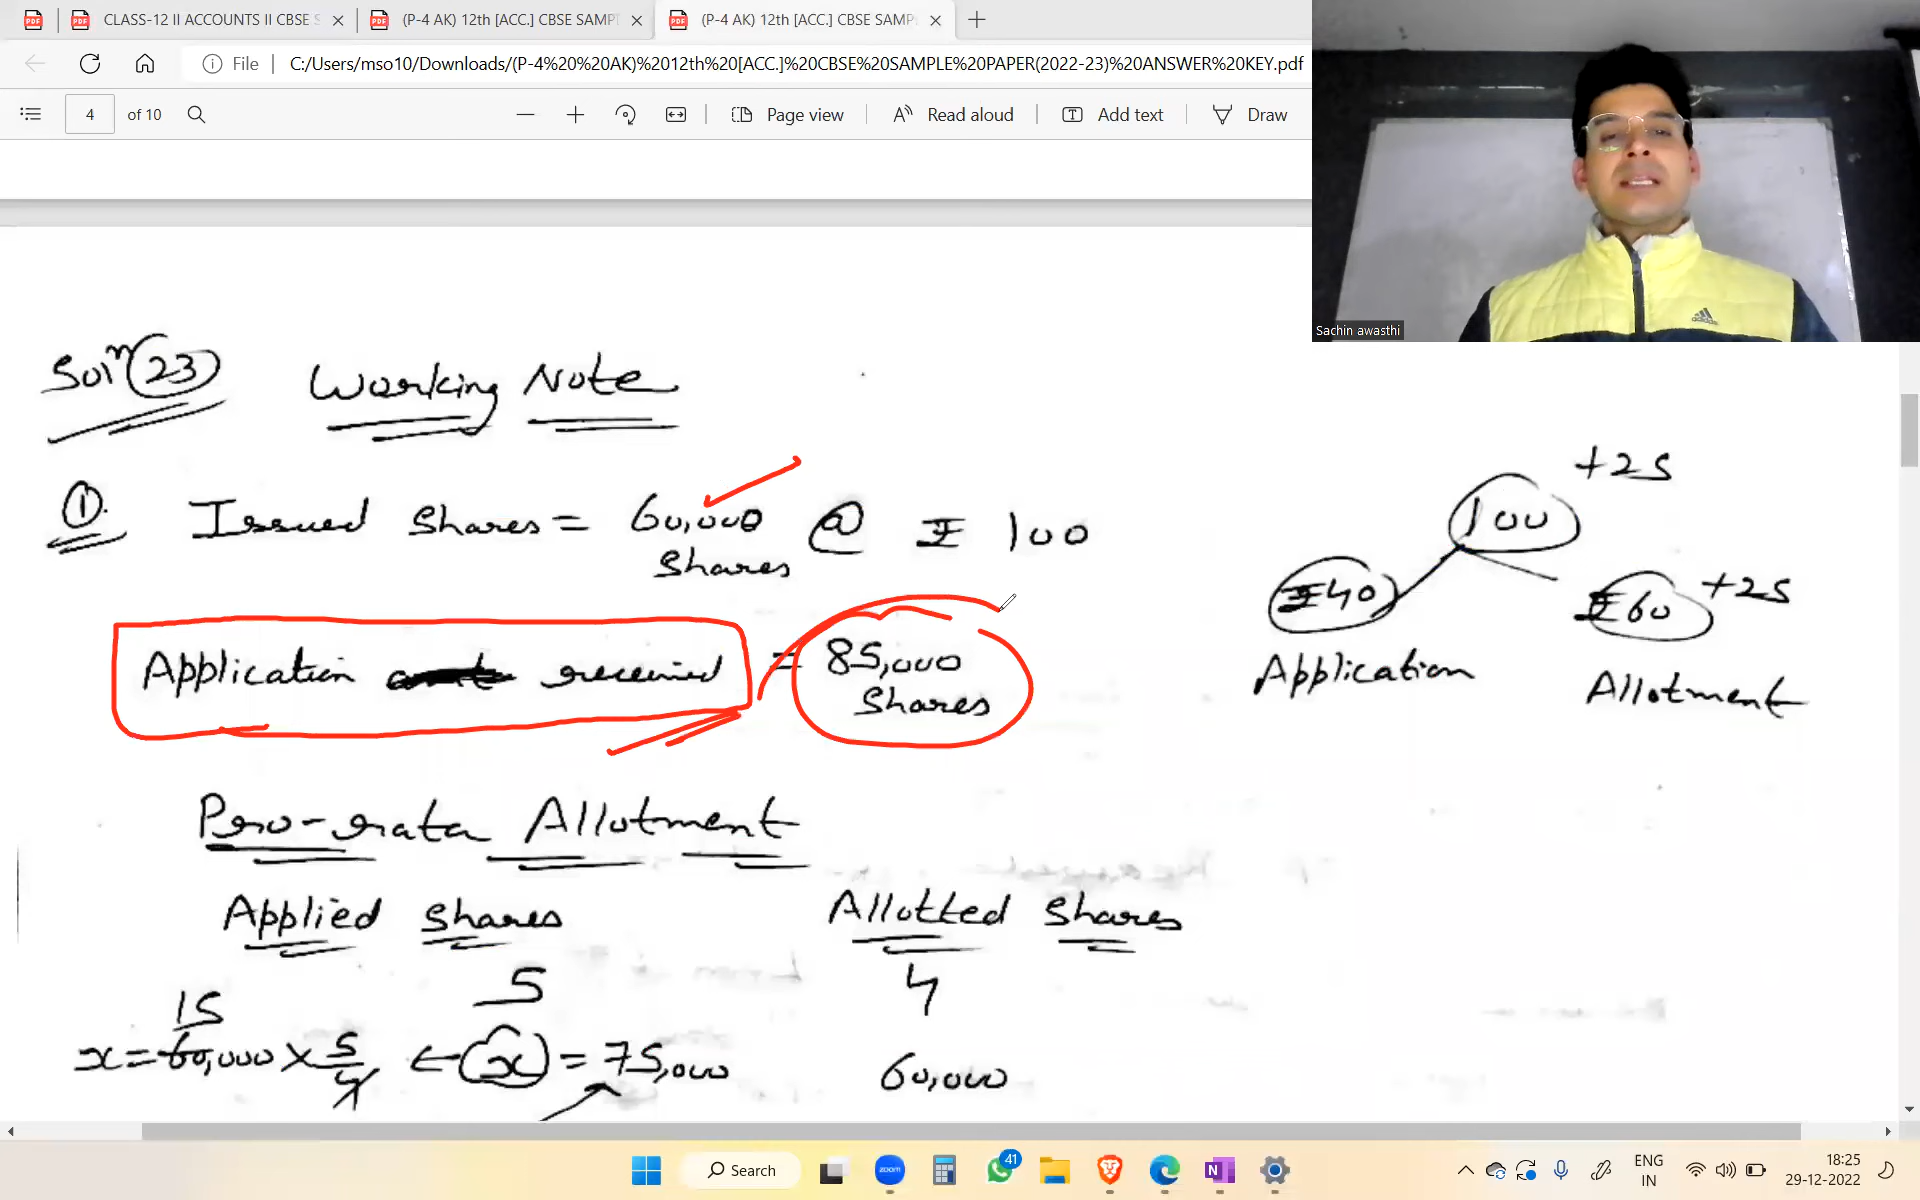 CLASS-12 II ACCOUNTS II CBSE S
(P-4 AK) 12th [ACC.] CBSE SAMPL
(P-4 AK) 12th [ACC.] CBSE SAMPL
File
C:/Users/mso10/Downloads/(P-4%20%20AK)%2012th%20[ACC.]%20CBSE%20SAMPLE%20PAPER(2022-23)%20ANSWER%20KEY.pdf
4 of 10
Page view
Read aloud
Add text
Draw
adidas
Sachin awasthi
Solⁿ 23 Working Note
① Issued Shares = 60,000 Shares @ ₹ 100
100 +25
₹40 Application
₹60 +25 Allotment
Application received = 85,000 Shares
Pro-rata Allotment
Applied Shares Allotted Shares
5 4
15
x = 60,000 × 5/4 ← x = 75,000 60,000
Search
zoom
41
N
ENG
IN
18:25
29-12-2022